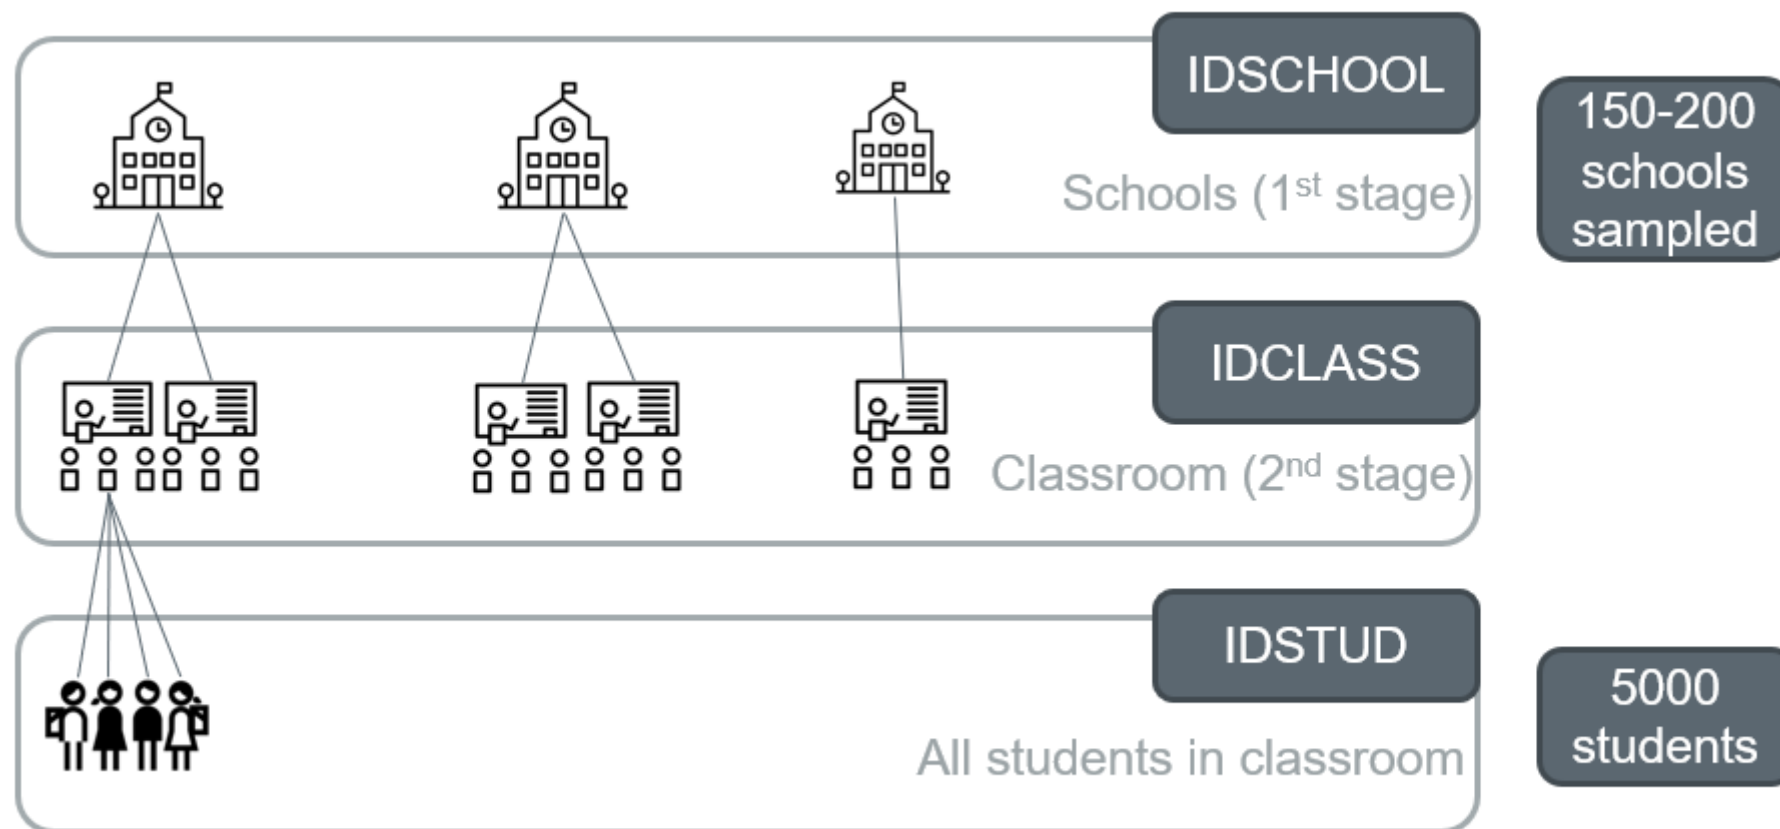 IDSCHOOL
150-200
schools
sampled
Schools (1st stage)
IDCLASS
Classroom (2nd stage)
IDSTUD
5000
students
All students in classroom